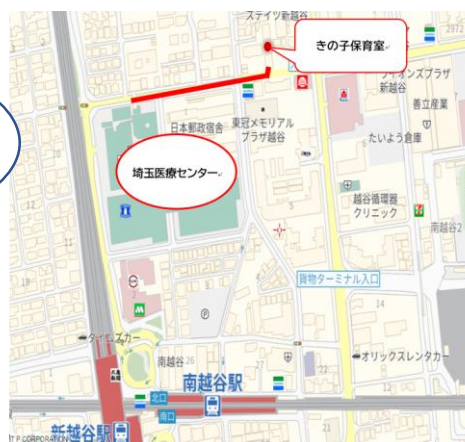 ステイツ新越谷
きの子保育室
2972
ライオンズプラザ
新越谷
善立産業
日本郵政宿舎
東冠メモリアル
プラザ越谷
たいよう倉庫
埼玉医療センター
越谷循環器
クリニック
南越谷2
貨物ターミナル入口
タイムズカー
南越谷
オリックスレンタカー
南越谷駅
北口
南口
新越谷駅